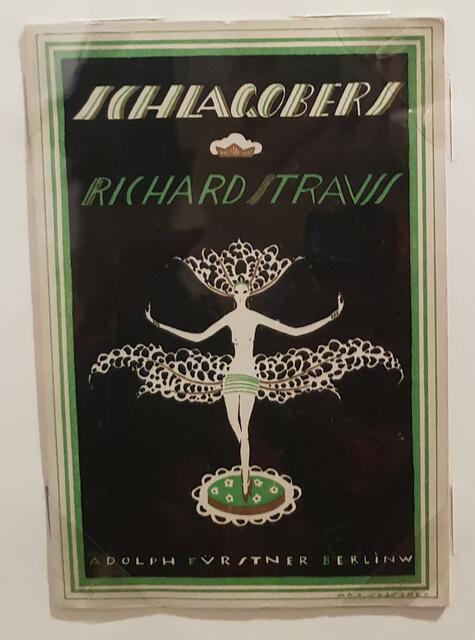 SCHLAGOBERS
RICHARD STRAUSS
ADOLPH FÜRSTNER BERLIN W